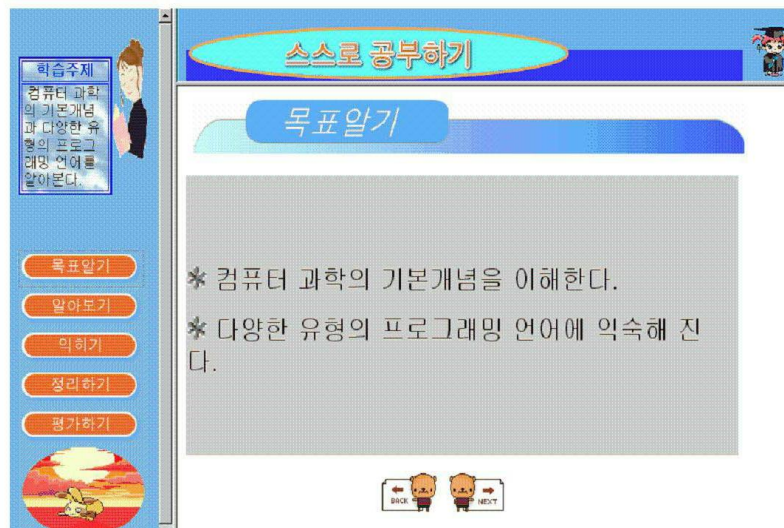 학습주제
컴퓨터 과학
의 기본개념
과 다양한 유
형의 프로그
래밍 언어를
알아본다.
목표알기
알아보기
익히기
정리하기
평가하기
스스로 공부하기
목표알기
※ 컴퓨터 과학의 기본개념을 이해한다.
※ 다양한 유형의 프로그래밍 언어에 익숙해 진
다.
BACK
NEXT